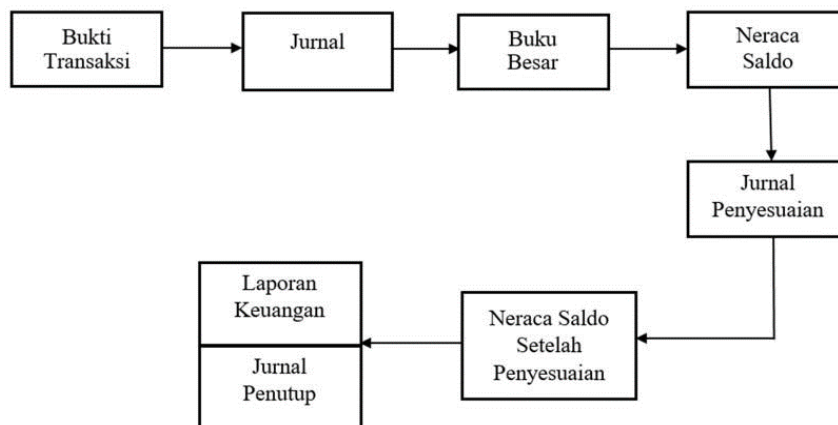 Bukti
Transaksi
Jurnal
Buku
Besar
Neraca
Saldo
Jurnal
Penyesuaian
Laporan
Keuangan
Neraca Saldo
Setelah
Penyesuaian
Jurnal
Penutup